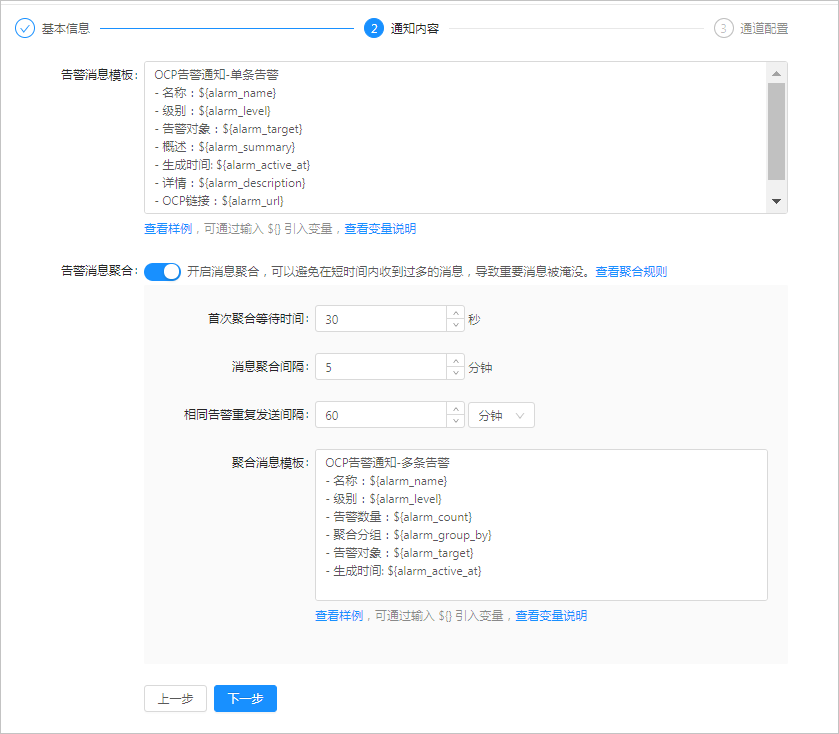 基本信息 2 通知内容 3 通道配置
告警消息模板:
OCP告警通知-单条告警
- 名称：${alarm_name}
- 级别：${alarm_level}
- 告警对象：${alarm_target}
- 概述：${alarm_summary}
- 生成时间: ${alarm_active_at}
- 详情：${alarm_description}
- OCP链接：${alarm_url}
查看样例，可通过输入 ${} 引入变量，查看变量说明
告警消息聚合: 开启消息聚合，可以避免在短时间内收到过多的消息，导致重要消息被淹没。查看聚合规则
首次聚合等待时间: 30 秒
消息聚合间隔: 5 分钟
相同告警重复发送间隔: 60 分钟
聚合消息模板:
OCP告警通知-多条告警
- 名称：${alarm_name}
- 级别：${alarm_level}
- 告警数量：${alarm_count}
- 聚合分组：${alarm_group_by}
- 告警对象：${alarm_target}
- 生成时间: ${alarm_active_at}
查看样例，可通过输入 ${} 引入变量，查看变量说明
上一步 下一步